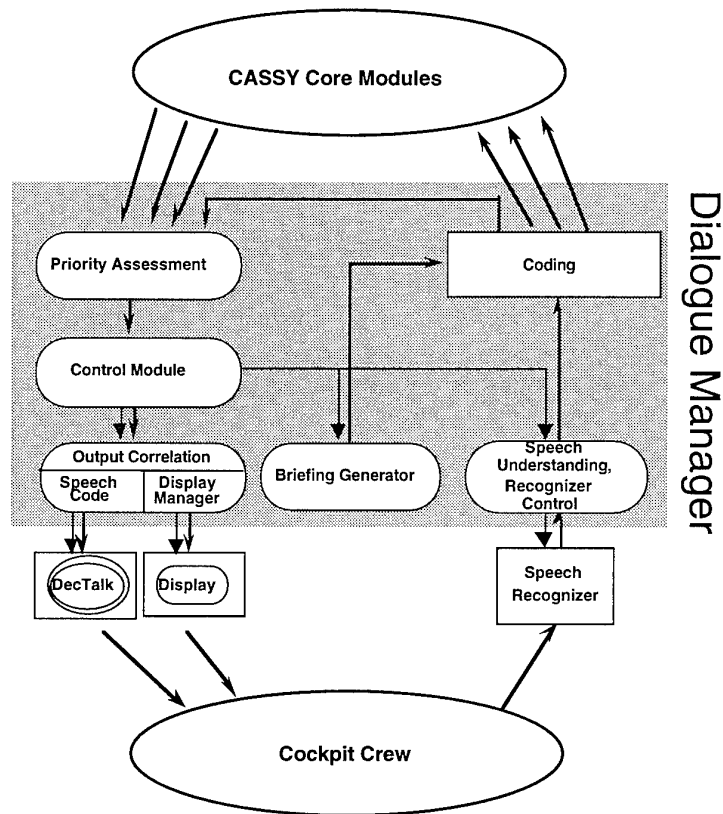 CASSY Core Modules
Dialogue Manager
Priority Assessment
Coding
Control Module
Output Correlation
Speech
Code
Display
Manager
Briefing Generator
Speech
Understanding,
Recognizer
Control
DecTalk
Display
Speech
Recognizer
Cockpit Crew